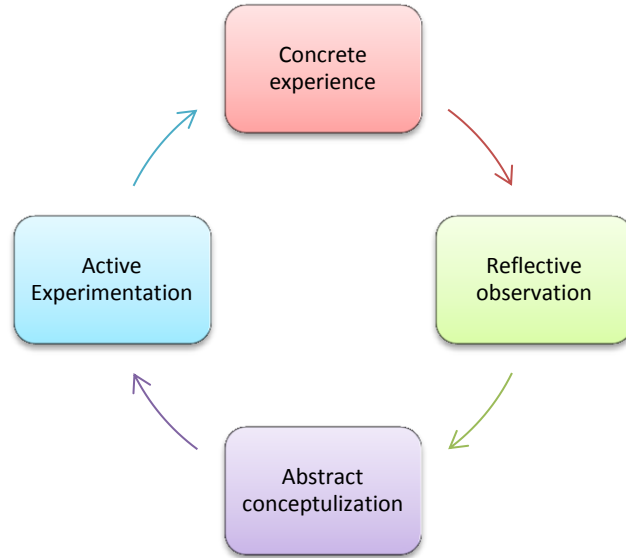 Concrete
experience
Reflective
observation
Abstract
conceptulization
Active
Experimentation